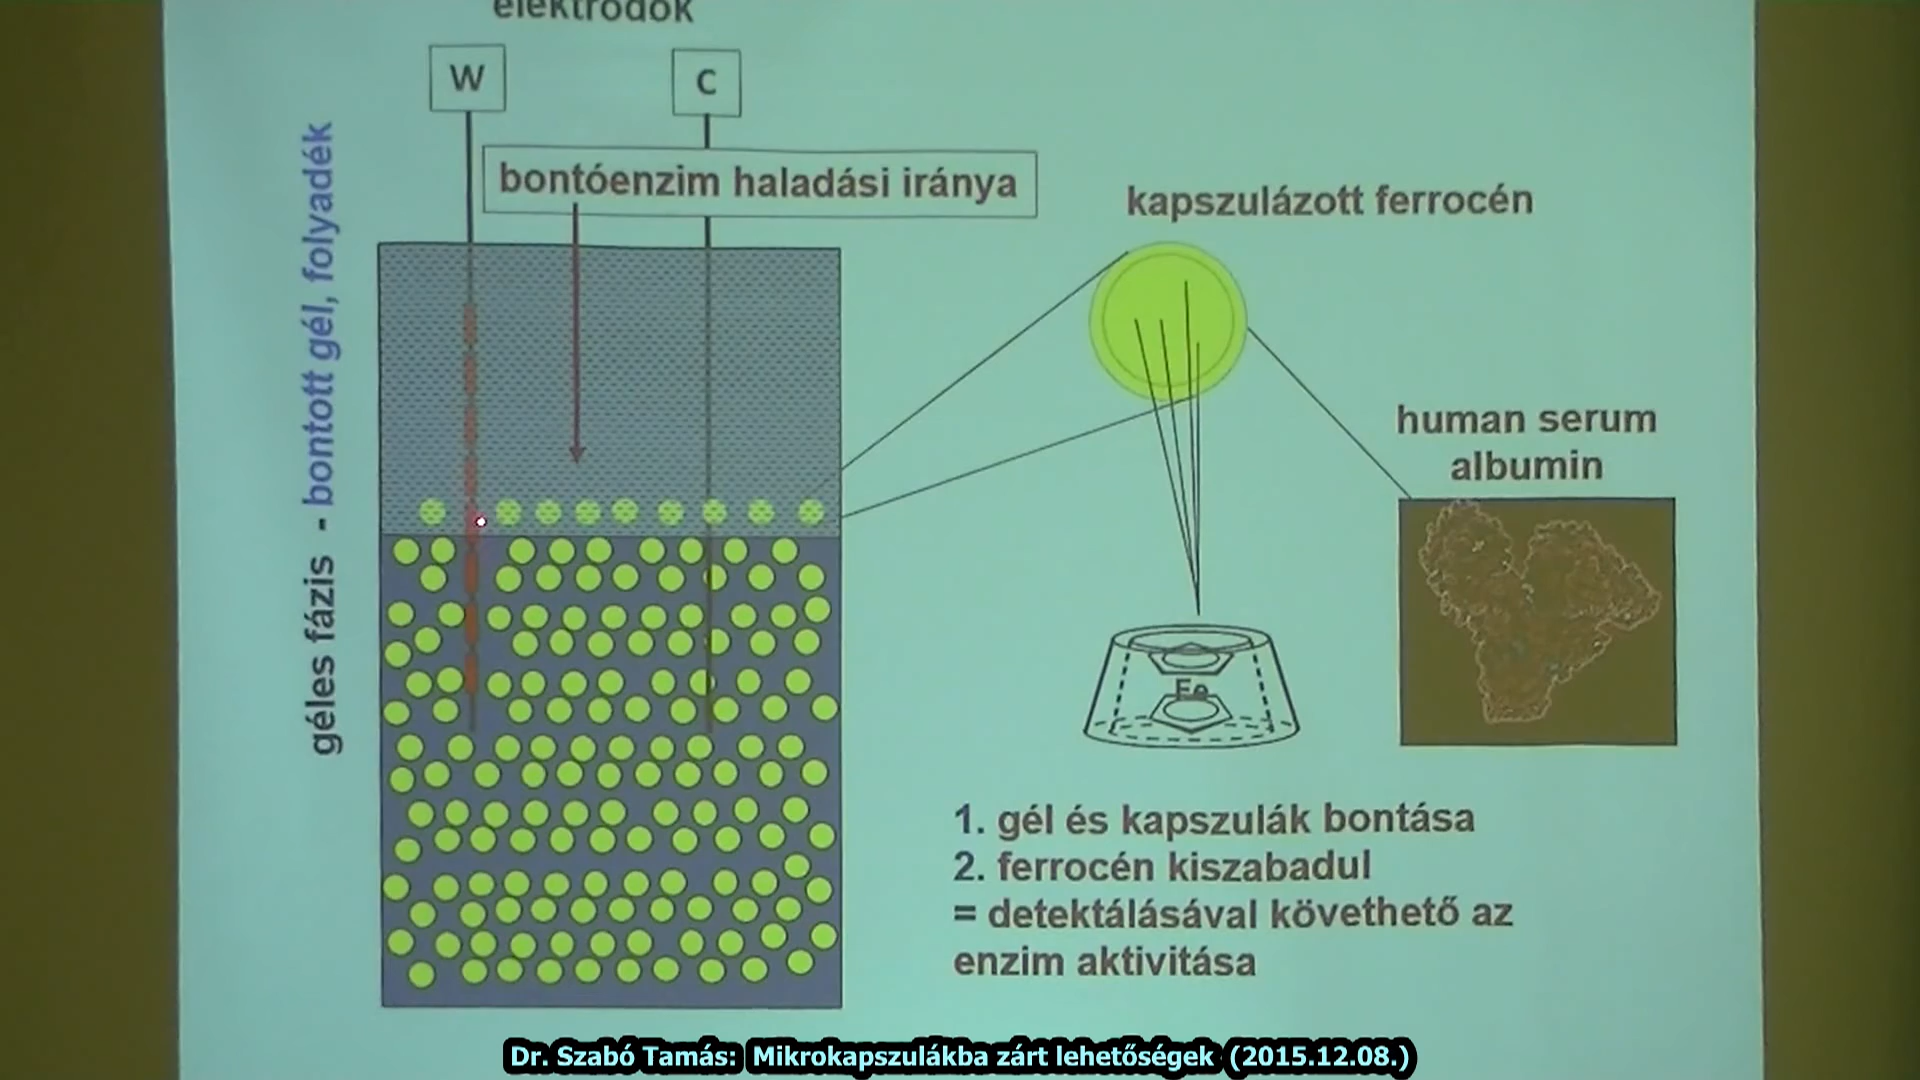 elektródok
W
C
bontóenzim haladási iránya
kapszulázott ferrocén
géles fázis - bontott gél, folyadék
human serum
albumin
Fe
1. gél és kapszulák bontása
2. ferrocén kiszabadul
= detektálásával követhető az
enzim aktivitása
Dr. Szabó Tamás: Mikrokapszulákba zárt lehetőségek (2015.12.08.)